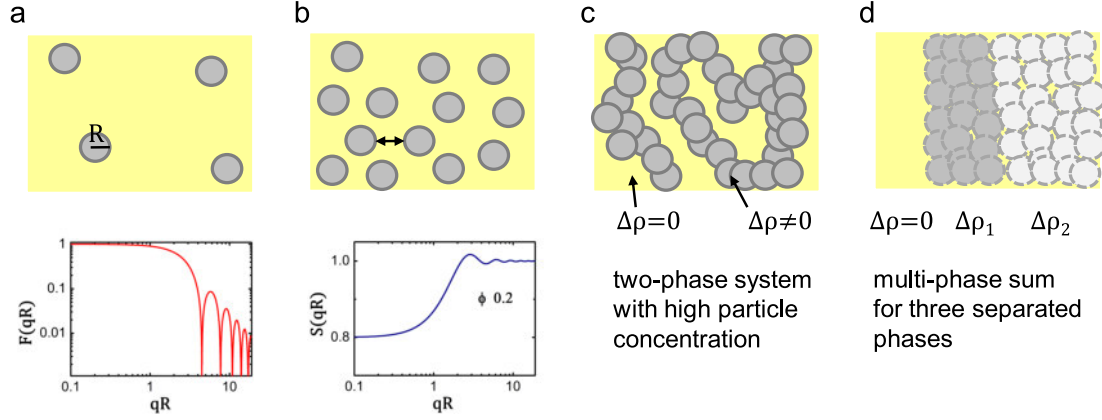 a
b
c
d
R
Δρ=0
Δρ≠0
Δρ=0
Δρ₁
Δρ₂
two-phase system
with high particle
concentration
multi-phase sum
for three separated
phases
F(qR)
1
0.1
0.01
0.1
1
10
qR
S(qR)
1.0
0.9
0.8
ϕ 0.2
0.1
1
10
qR